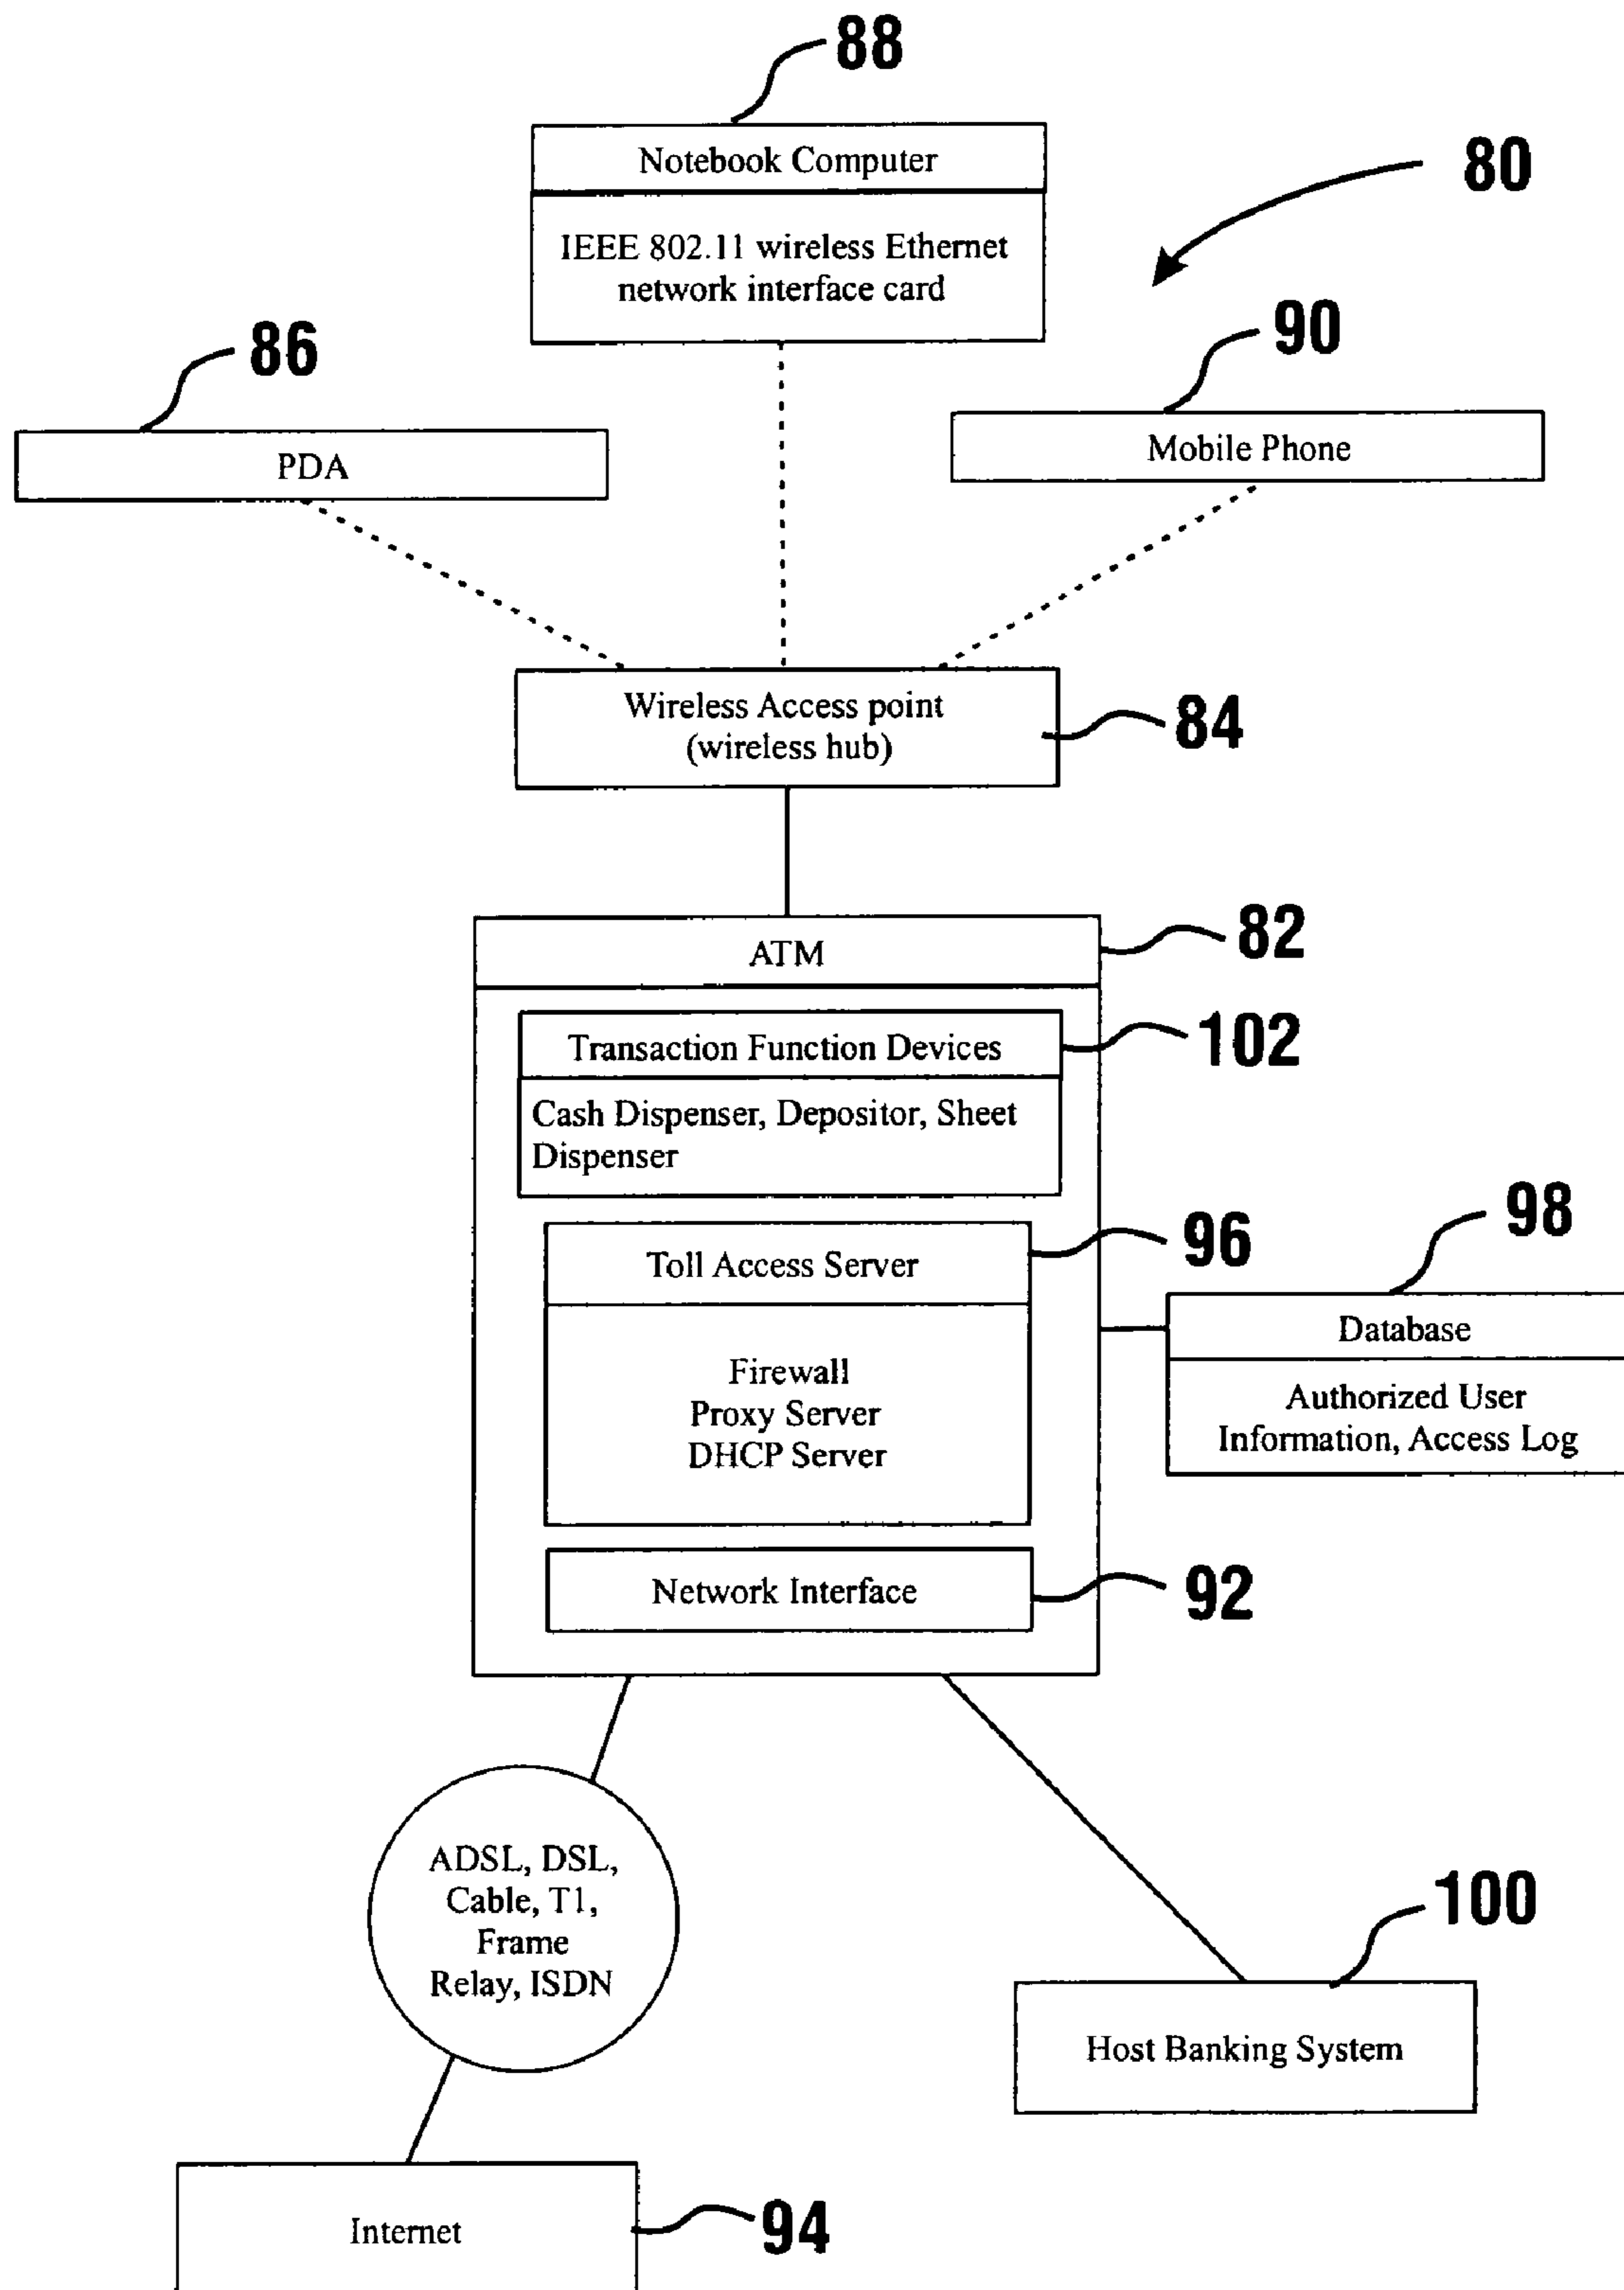 88
Notebook Computer
80
IEEE 802.11 wireless Ethernet
network interface card
86
90
PDA
Mobile Phone
Wireless Access point
(wireless hub)
84
ATM
82
Transaction Function Devices
102
Cash Dispenser, Depositor, Sheet
Dispenser
96
98
Toll Access Server
Database
Firewall
Proxy Server
DHCP Server
Authorized User
Information, Access Log
Network Interface
92
ADSL, DSL,
Cable, T1,
Frame
Relay, ISDN
100
Host Banking System
Internet
94